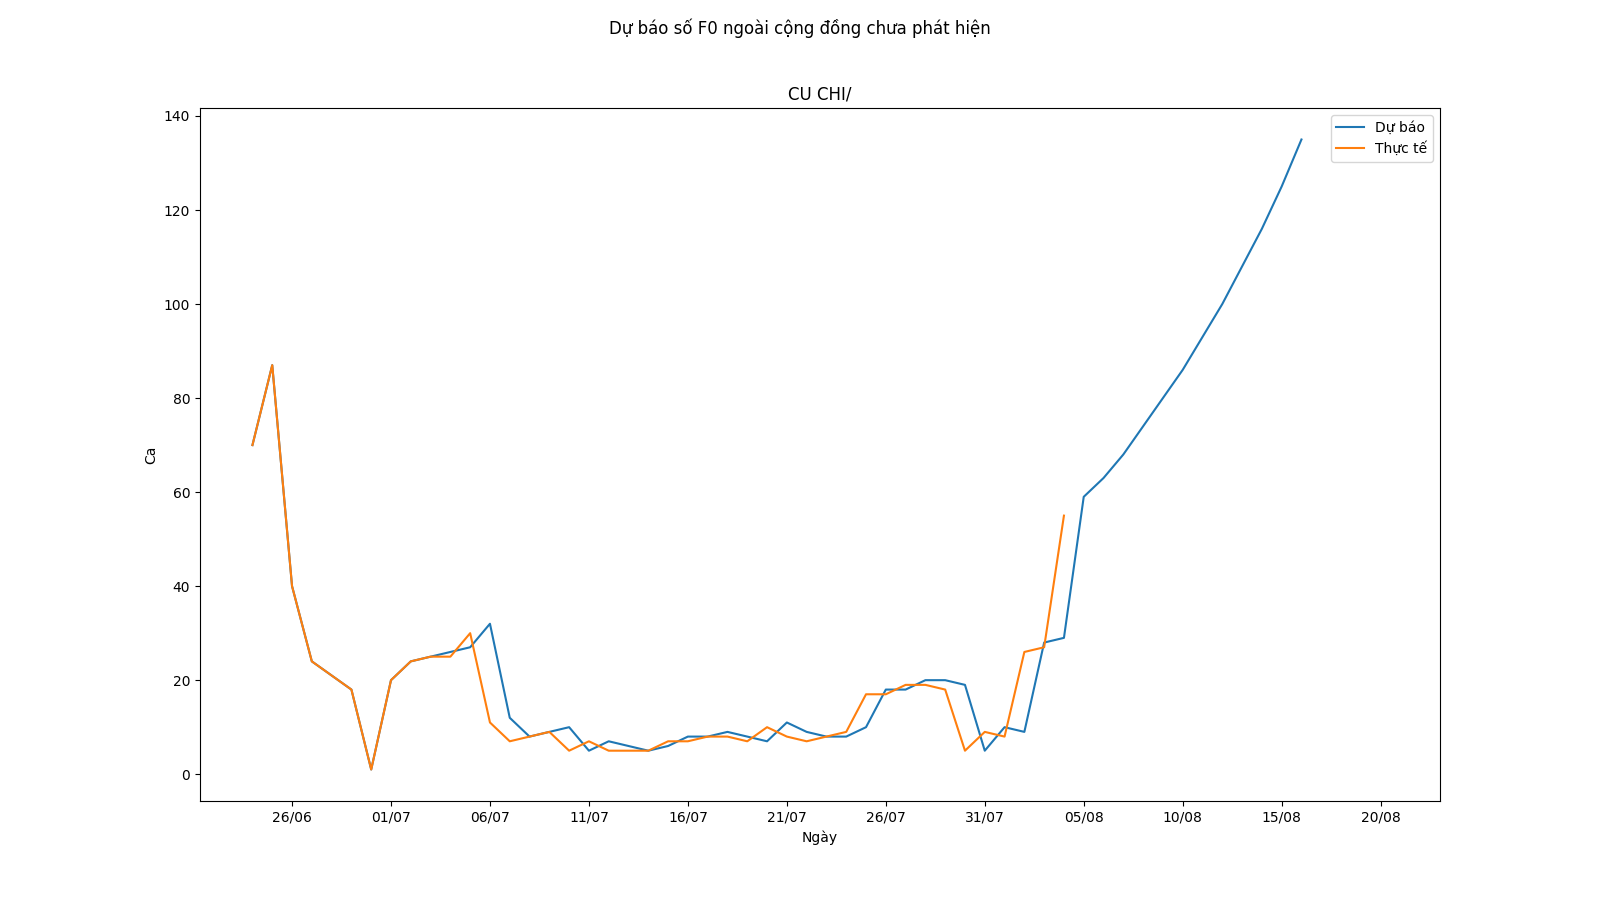 Dự báo số F0 ngoài cộng đồng chưa phát hiện
CU CHI/
140
120
100
80
60
40
20
0
Ca
Dự báo
Thực tế
26/06 01/07 06/07 11/07 16/07 21/07 26/07 31/07 05/08 10/08 15/08 20/08
Ngày